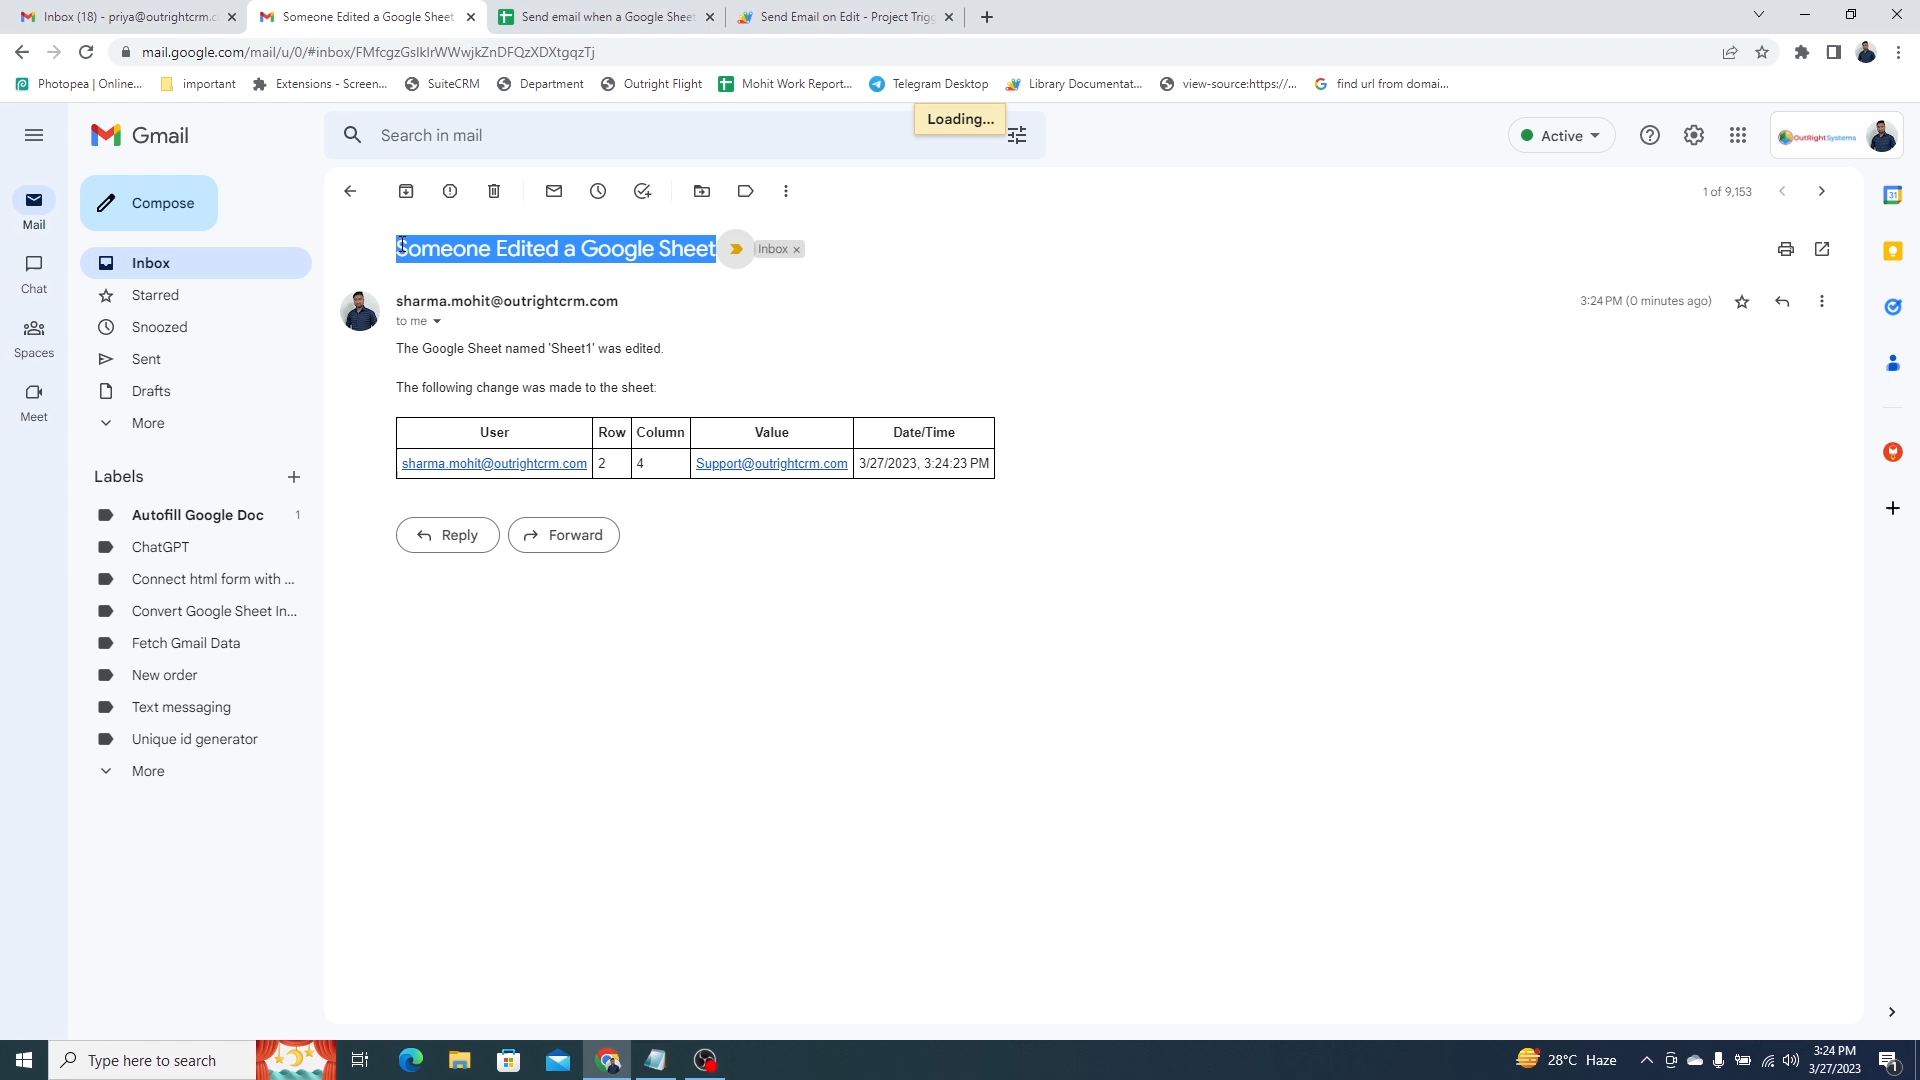 Inbox (18) - priya@outrightcrm.c
Someone Edited a Google Sheet
Send email when a Google Sheet
Send Email on Edit - Project Trigg
mail.google.com/mail/u/0/#inbox/FMfcgzGslklrWWwjkZnDFQzXDXtgqzTj
Photopea | Online...
important
Extensions - Screen...
SuiteCRM
Department
Outright Flight
Mohit Work Report...
Telegram Desktop
Library Documentat...
view-source:https://...
find url from domai...
Loading...
Gmail
Search in mail
Active
OutRightSystems
Mail
Chat
Spaces
Meet
Compose
Inbox
Starred
Snoozed
Sent
Drafts
More
Labels
Autofill Google Doc 1
ChatGPT
Connect html form with ...
Convert Google Sheet In...
Fetch Gmail Data
New order
Text messaging
Unique id generator
More
1 of 9,153
Someone Edited a Google Sheet
Inbox ×
sharma.mohit@outrightcrm.com
3:24 PM (0 minutes ago)
to me
The Google Sheet named 'Sheet1' was edited.
The following change was made to the sheet:
User Row Column Value Date/Time
sharma.mohit@outrightcrm.com 2 4 Support@outrightcrm.com 3/27/2023, 3:24:23 PM
Reply
Forward
31
Type here to search
28°C Haze
3:24 PM
3/27/2023
1